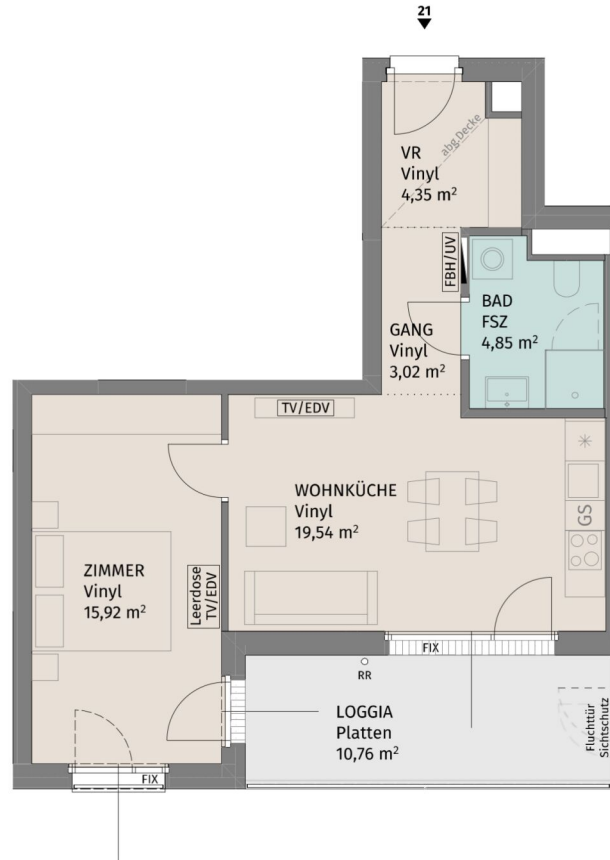 21
abg.Decke
VR
Vinyl
4,35 m²
FBH/UV
BAD
FSZ
4,85 m²
GANG
Vinyl
3,02 m²
TV/EDV
WOHNKÜCHE
Vinyl
19,54 m²
GS
ZIMMER
Vinyl
15,92 m²
Leerdose
TV/EDV
FIX
RR
LOGGIA
Platten
10,76 m²
Fluchttür
Sichtschutz
FIX